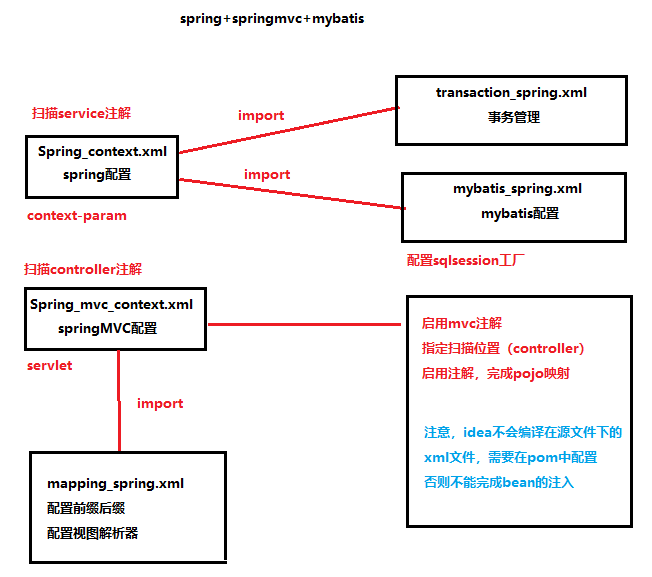 spring+springmvc+mybatis
扫描service注解
import
transaction_spring.xml
事务管理
Spring_context.xml
spring配置
import
mybatis_spring.xml
mybatis配置
context-param
配置sqlsession工厂
扫描controller注解
Spring_mvc_context.xml
springMVC配置
servlet
启用mvc注解
指定扫描位置（controller）
启用注解，完成pojo映射
import
注意，idea不会编译在源文件下的
xml文件，需要在pom中配置
否则不能完成bean的注入
mapping_spring.xml
配置前缀后缀
配置视图解析器